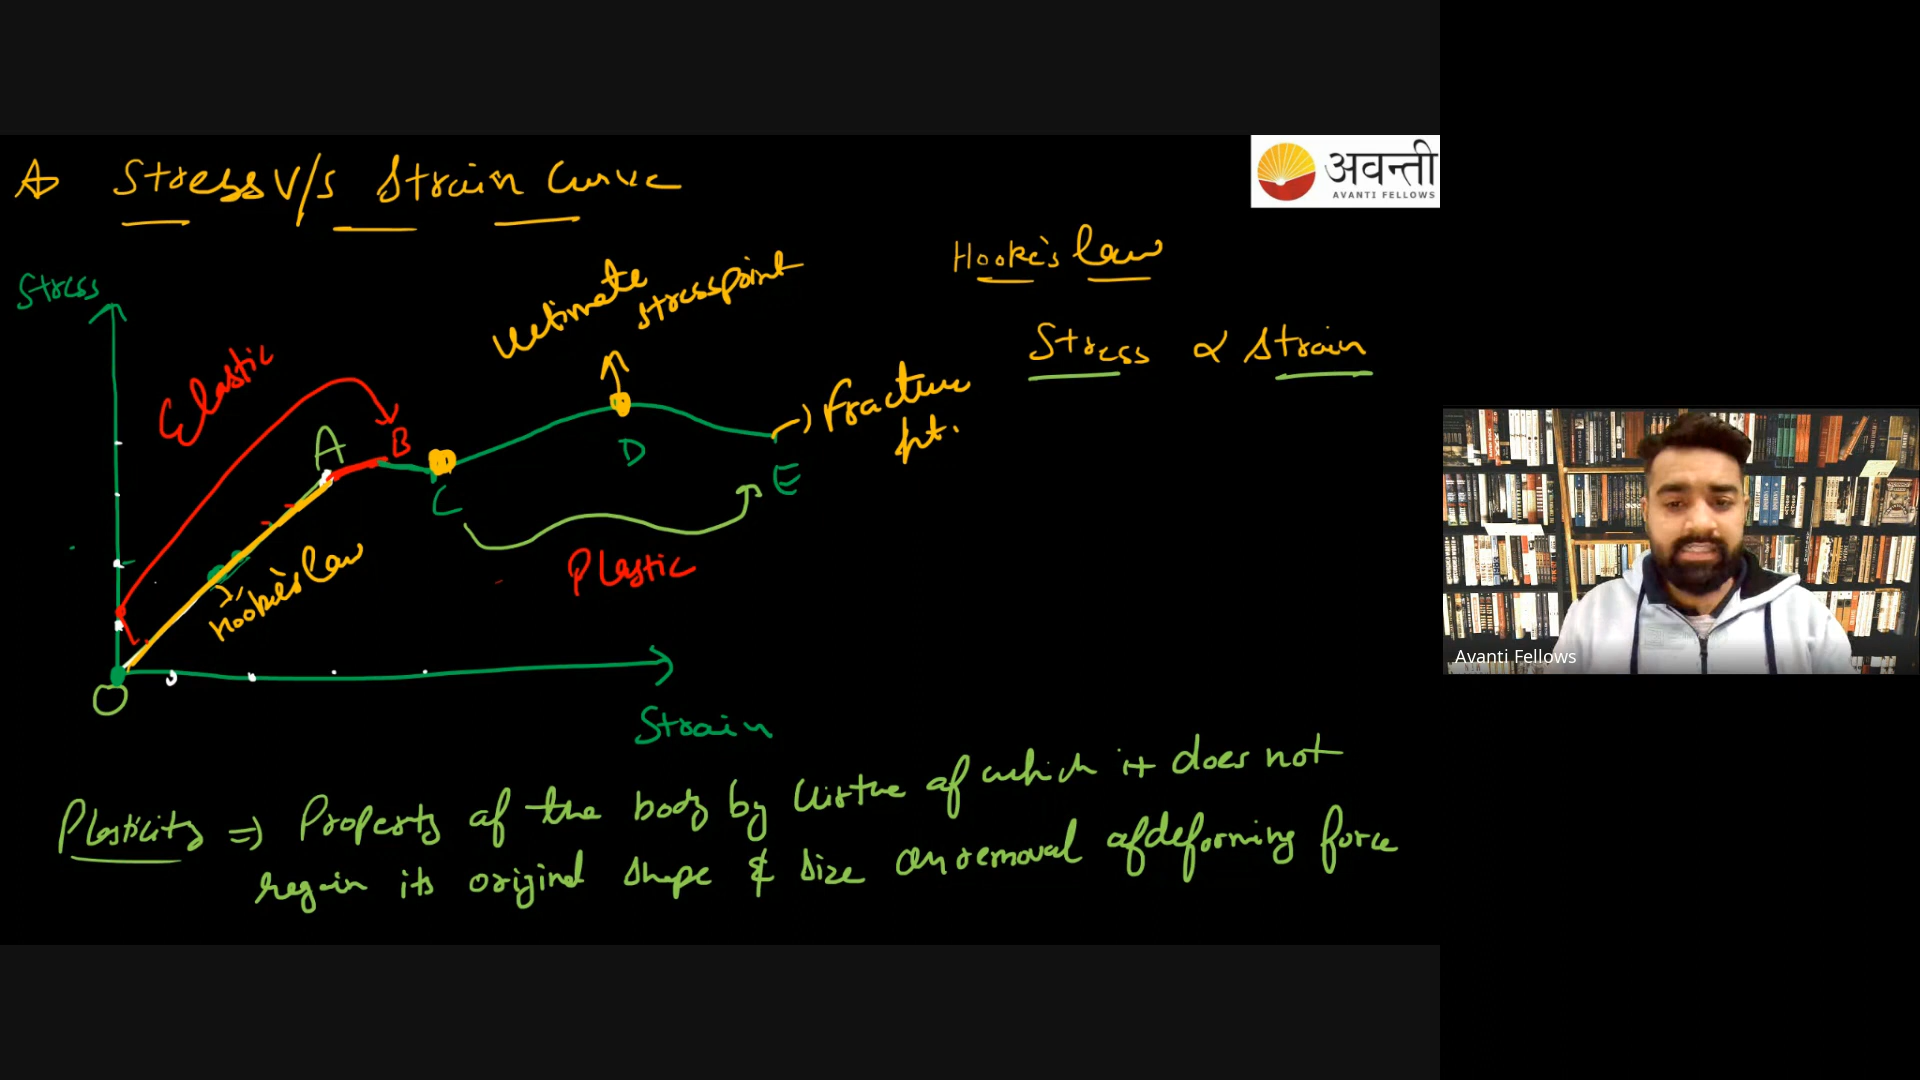 Stress V/s Strain Curve
अवन्ती
AVANTI FELLOWS
Hooke's law
Stress ∝ Strain
Stress
Ultimate
stress point
Elastic
A
B
C
D
E
Fracture
pt.
Hooke's law
Plastic
O
Strain
Avanti Fellows
Plasticity => Property of the body by virtue of which it does not
regain its original shape & size on removal of deforming force